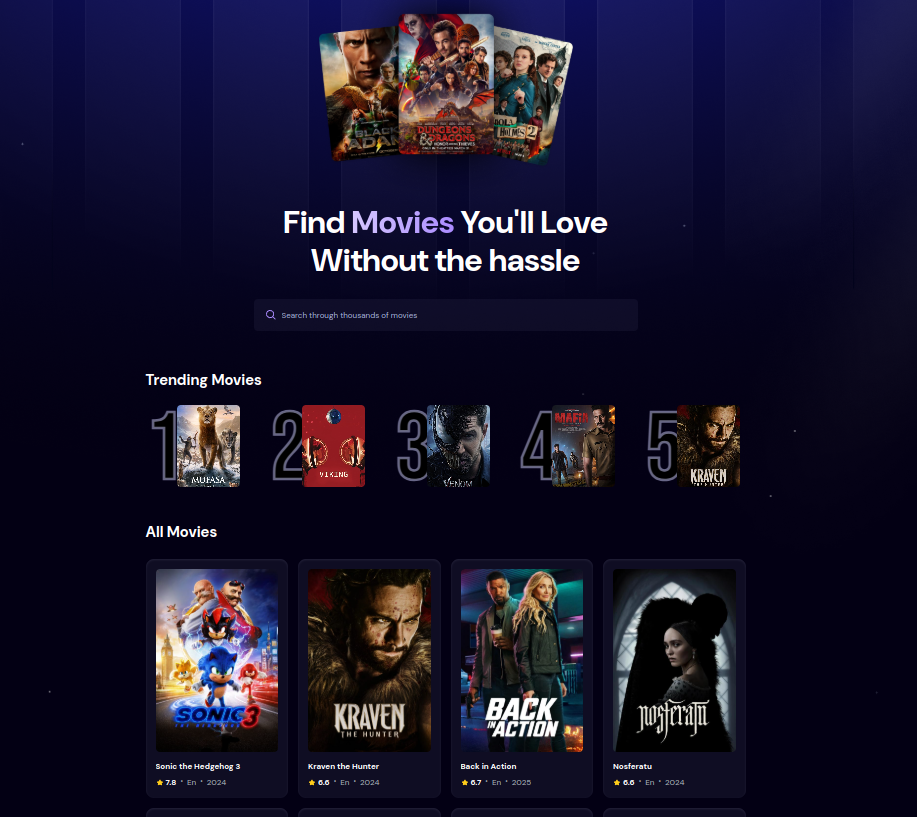 BLACK
ADAM
DUNGEONS
& DRAGONS
HONOR AMONG THIEVES
HOLMES 2
Find Movies You'll Love
Without the hassle
Search through thousands of movies
Trending Movies
1
MUFASA
2
VIKING
3
VENOM
4
MAFIA
5
KRAVEN
THE HUNTER
All Movies
SONIC 3
KRAVEN
THE HUNTER
BACK
IN ACTION
nosferatu
Sonic the Hedgehog 3
7.8 • En • 2024
Kraven the Hunter
6.6 • En • 2024
Back in Action
6.7 • En • 2025
Nosferatu
6.6 • En • 2024